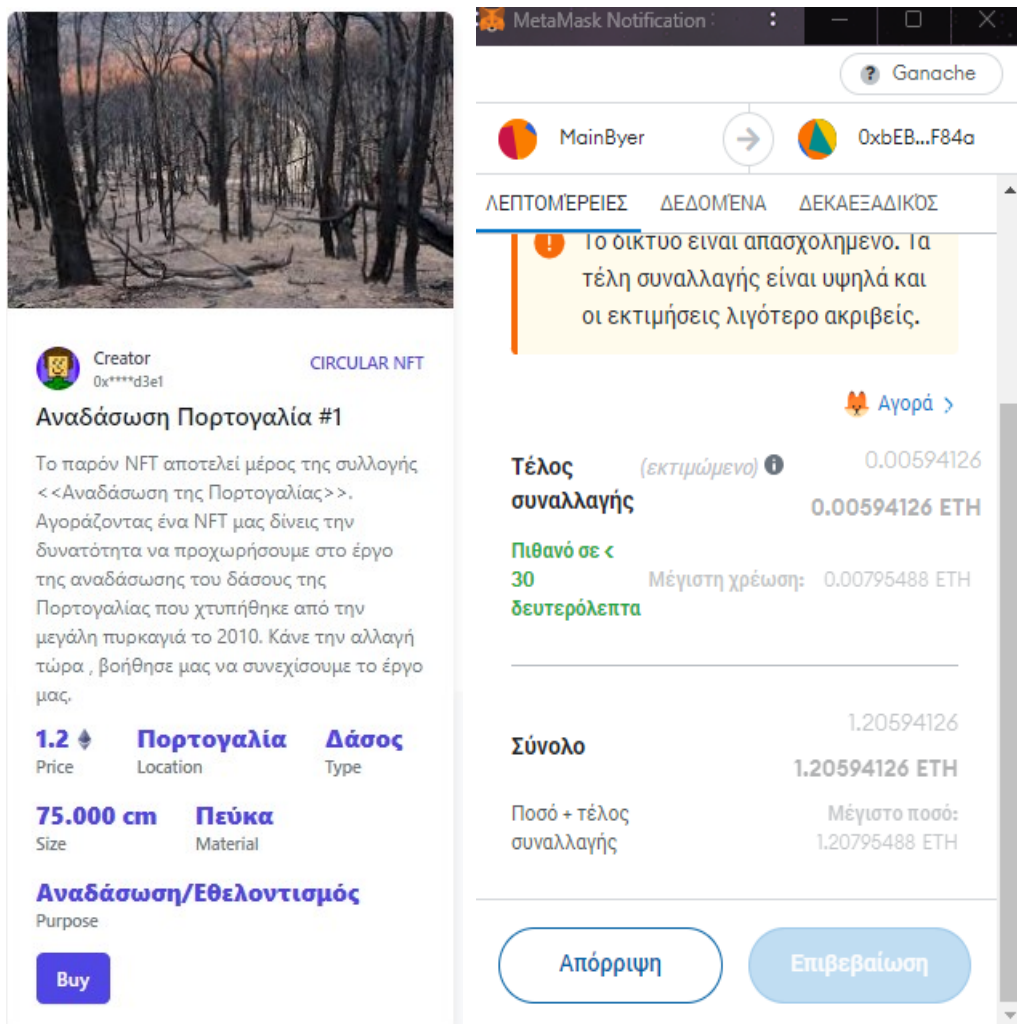 Creator
0x****d3e1
CIRCULAR NFT
Αναδάσωση Πορτογαλία #1
Το παρόν NFT αποτελεί μέρος της συλλογής
<<Αναδάσωση της Πορτογαλίας>>.
Αγοράζοντας ένα NFT μας δίνεις την
δυνατότητα να προχωρήσουμε στο έργο
της αναδάσωσης του δάσους της
Πορτογαλίας που χτυπήθηκε από την
μεγάλη πυρκαγιά το 2010. Κάνε την αλλαγή
τώρα , βοήθησε μας να συνεχίσουμε το έργο
μας.
1.2 Πορτογαλία Δάσος
Price Location Type
75.000 cm Πεύκα
Size Material
Αναδάσωση/Εθελοντισμός
Purpose
Buy
MetaMask Notification
Ganache
MainByer
0xbEB...F84a
ΛΕΠΤΟΜΈΡΕΙΕΣ ΔΕΔΟΜΈΝΑ ΔΕΚΑΕΞΑΔΙΚΌΣ
Το δίκτυο είναι απασχολημένο. Τα
τέλη συναλλαγής είναι υψηλά και
οι εκτιμήσεις λιγότερο ακριβείς.
Αγορά >
Τέλος (εκτιμώμενο) 0.00594126
συναλλαγής 0.00594126 ETH
Πιθανό σε <
30 Μέγιστη χρέωση: 0.00795488 ETH
δευτερόλεπτα
1.20594126
Σύνολο
1.20594126 ETH
Ποσό + τέλος Μέγιστο ποσό:
συναλλαγής 1.20795488 ETH
Απόρριψη Επιβεβαίωση